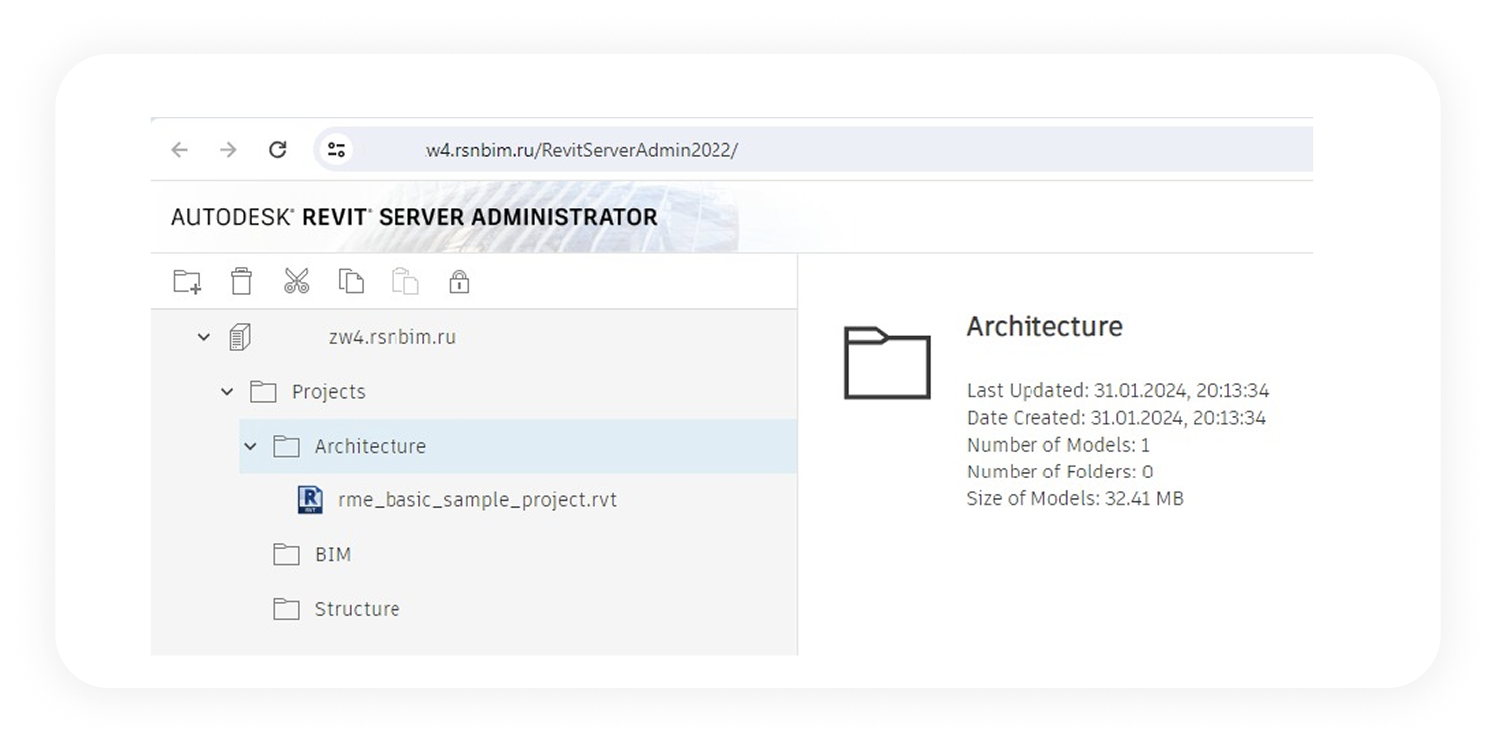 w4.rsnbim.ru/RevitServerAdmin2022/
AUTODESK® REVIT® SERVER ADMINISTRATOR
zw4.rsnbim.ru
Projects
Architecture
rme_basic_sample_project.rvt
BIM
Structure
Architecture
Last Updated: 31.01.2024, 20:13:34
Date Created: 31.01.2024, 20:13:34
Number of Models: 1
Number of Folders: 0
Size of Models: 32.41 MB